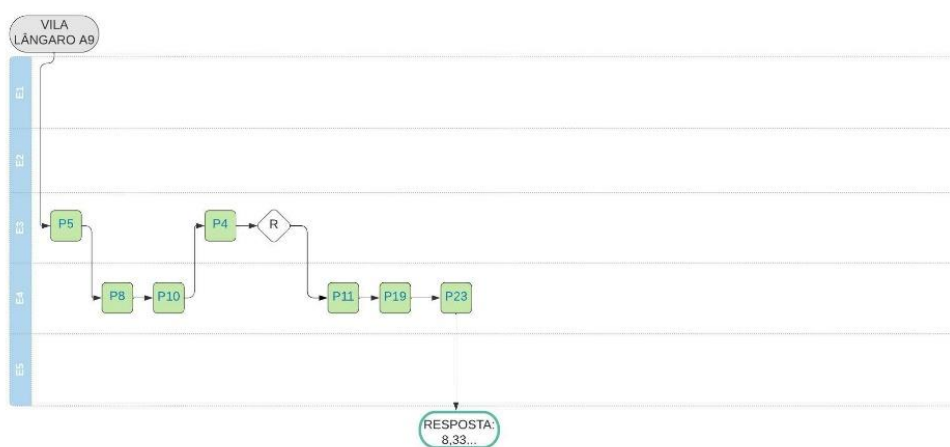 VILA
LÂNGARO A9
E1
E2
E3
P5
P4
R
E4
P8
P10
P11
P19
P23
E5
RESPOSTA:
8,33...